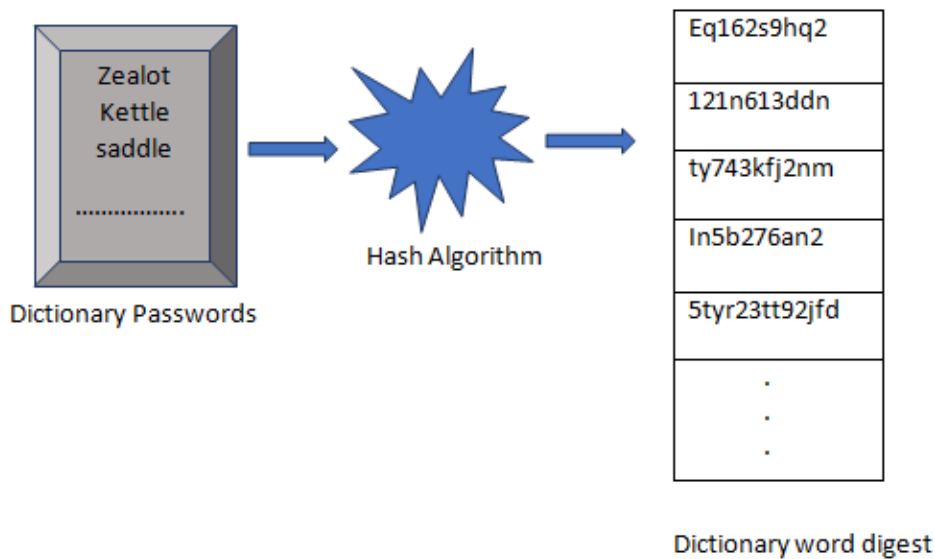 Zealot
Kettle
saddle
.................
Dictionary Passwords
Hash Algorithm
Eq162s9hq2
121n613ddn
ty743kfj2nm
In5b276an2
5tyr23tt92jfd
.
.
.
Dictionary word digest